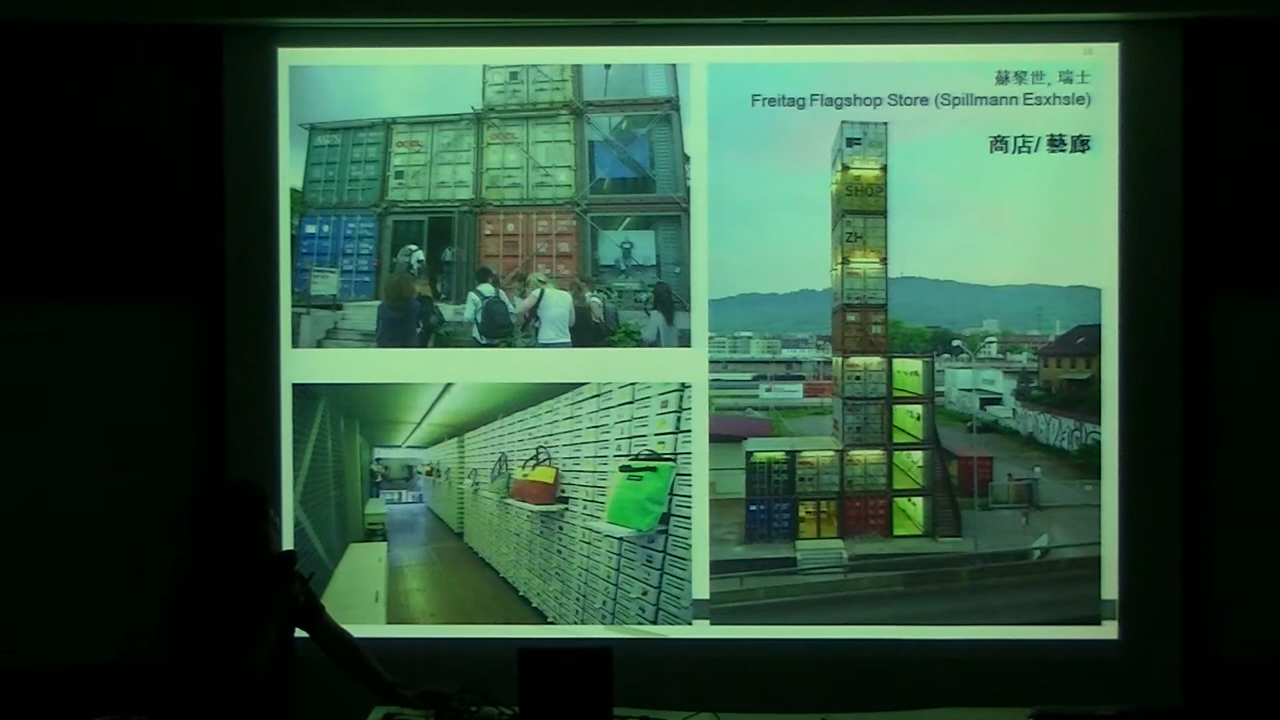 蘇黎世, 瑞士
Freitag Flagshop Store (Spillmann Esxhsle)
商店/ 藝廊
SHOP
ZH